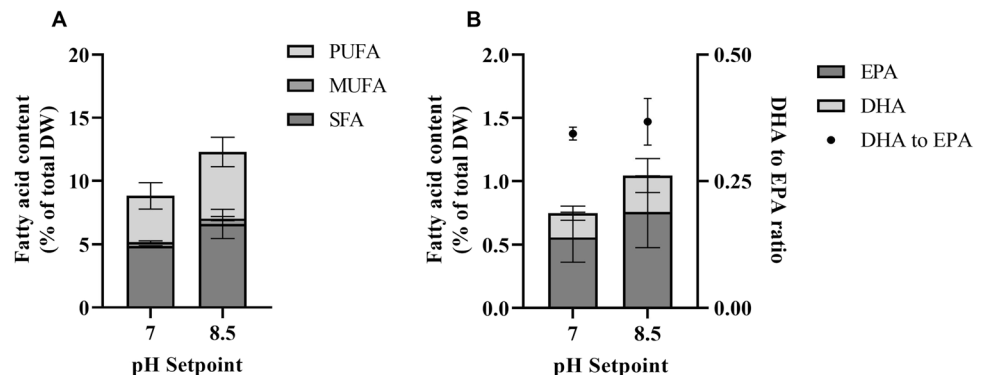 A
Fatty acid content
(% of total DW)
20
15
10
5
0
7
8.5
pH Setpoint
PUFA
MUFA
SFA
B
Fatty acid content
(% of total DW)
2.0
1.5
1.0
0.5
0.0
7
8.5
pH Setpoint
0.50
0.25
0.00
DHA to EPA ratio
EPA
DHA
DHA to EPA